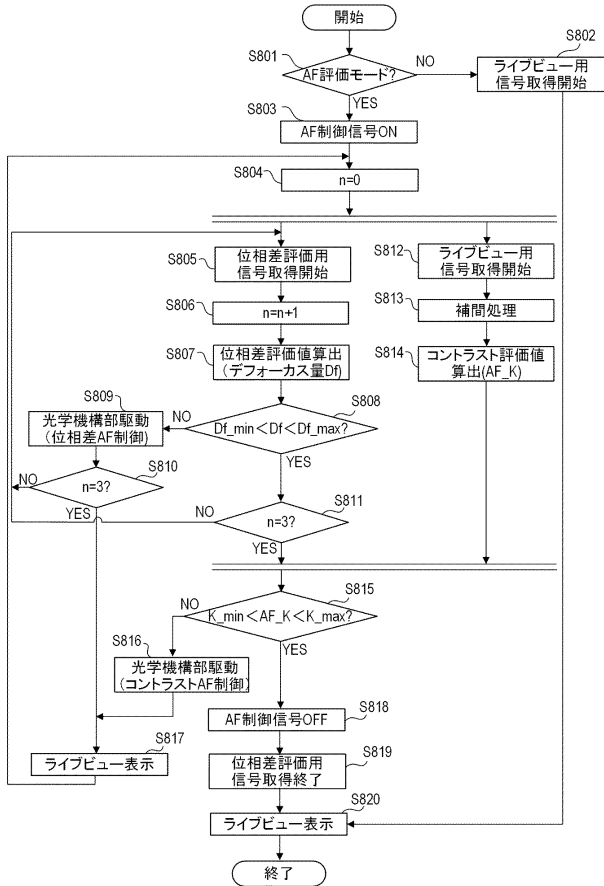 開始
S801
AF評価モード?
NO
YES
S802
ライブビュー用
信号取得開始
S803
AF制御信号ON
S804
n=0
S805
位相差評価用
信号取得開始
S806
n=n+1
S807
位相差評価値算出
(デフォーカス量Df)
S812
ライブビュー用
信号取得開始
S813
補間処理
S814
コントラスト評価値
算出(AF_K)
S808
Df_min<Df<Df_max?
NO
YES
S809
光学機構部駆動
(位相差AF制御)
S810
n=3?
NO
YES
S811
n=3?
NO
YES
S815
K_min<AF_K<K_max?
NO
YES
S816
光学機構部駆動
(コントラストAF制御)
S817
ライブビュー表示
S818
AF制御信号OFF
S819
位相差評価用
信号取得終了
S820
ライブビュー表示
終了